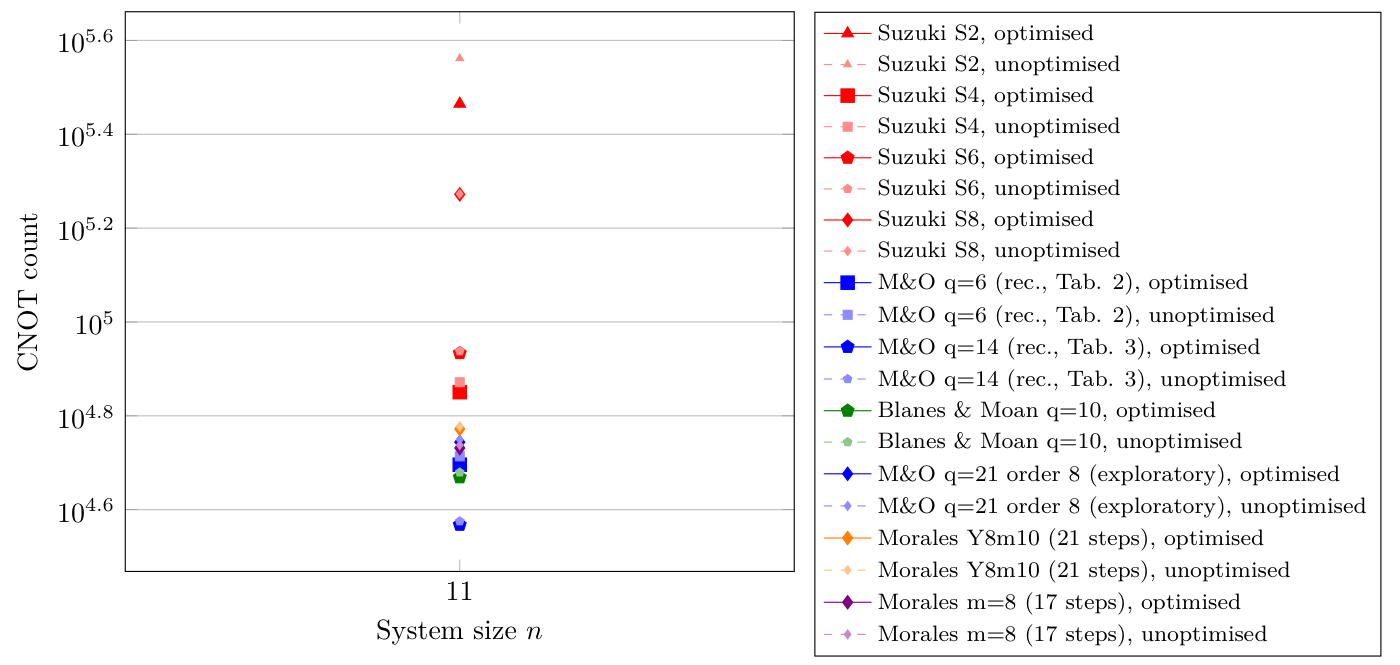 CNOT count
10^5.6
10^5.4
10^5.2
10^5
10^4.8
10^4.6
11
System size n
Suzuki S2, optimised
Suzuki S2, unoptimised
Suzuki S4, optimised
Suzuki S4, unoptimised
Suzuki S6, optimised
Suzuki S6, unoptimised
Suzuki S8, optimised
Suzuki S8, unoptimised
M&O q=6 (rec., Tab. 2), optimised
M&O q=6 (rec., Tab. 2), unoptimised
M&O q=14 (rec., Tab. 3), optimised
M&O q=14 (rec., Tab. 3), unoptimised
Blanes & Moan q=10, optimised
Blanes & Moan q=10, unoptimised
M&O q=21 order 8 (exploratory), optimised
M&O q=21 order 8 (exploratory), unoptimised
Morales Y8m10 (21 steps), optimised
Morales Y8m10 (21 steps), unoptimised
Morales m=8 (17 steps), optimised
Morales m=8 (17 steps), unoptimised